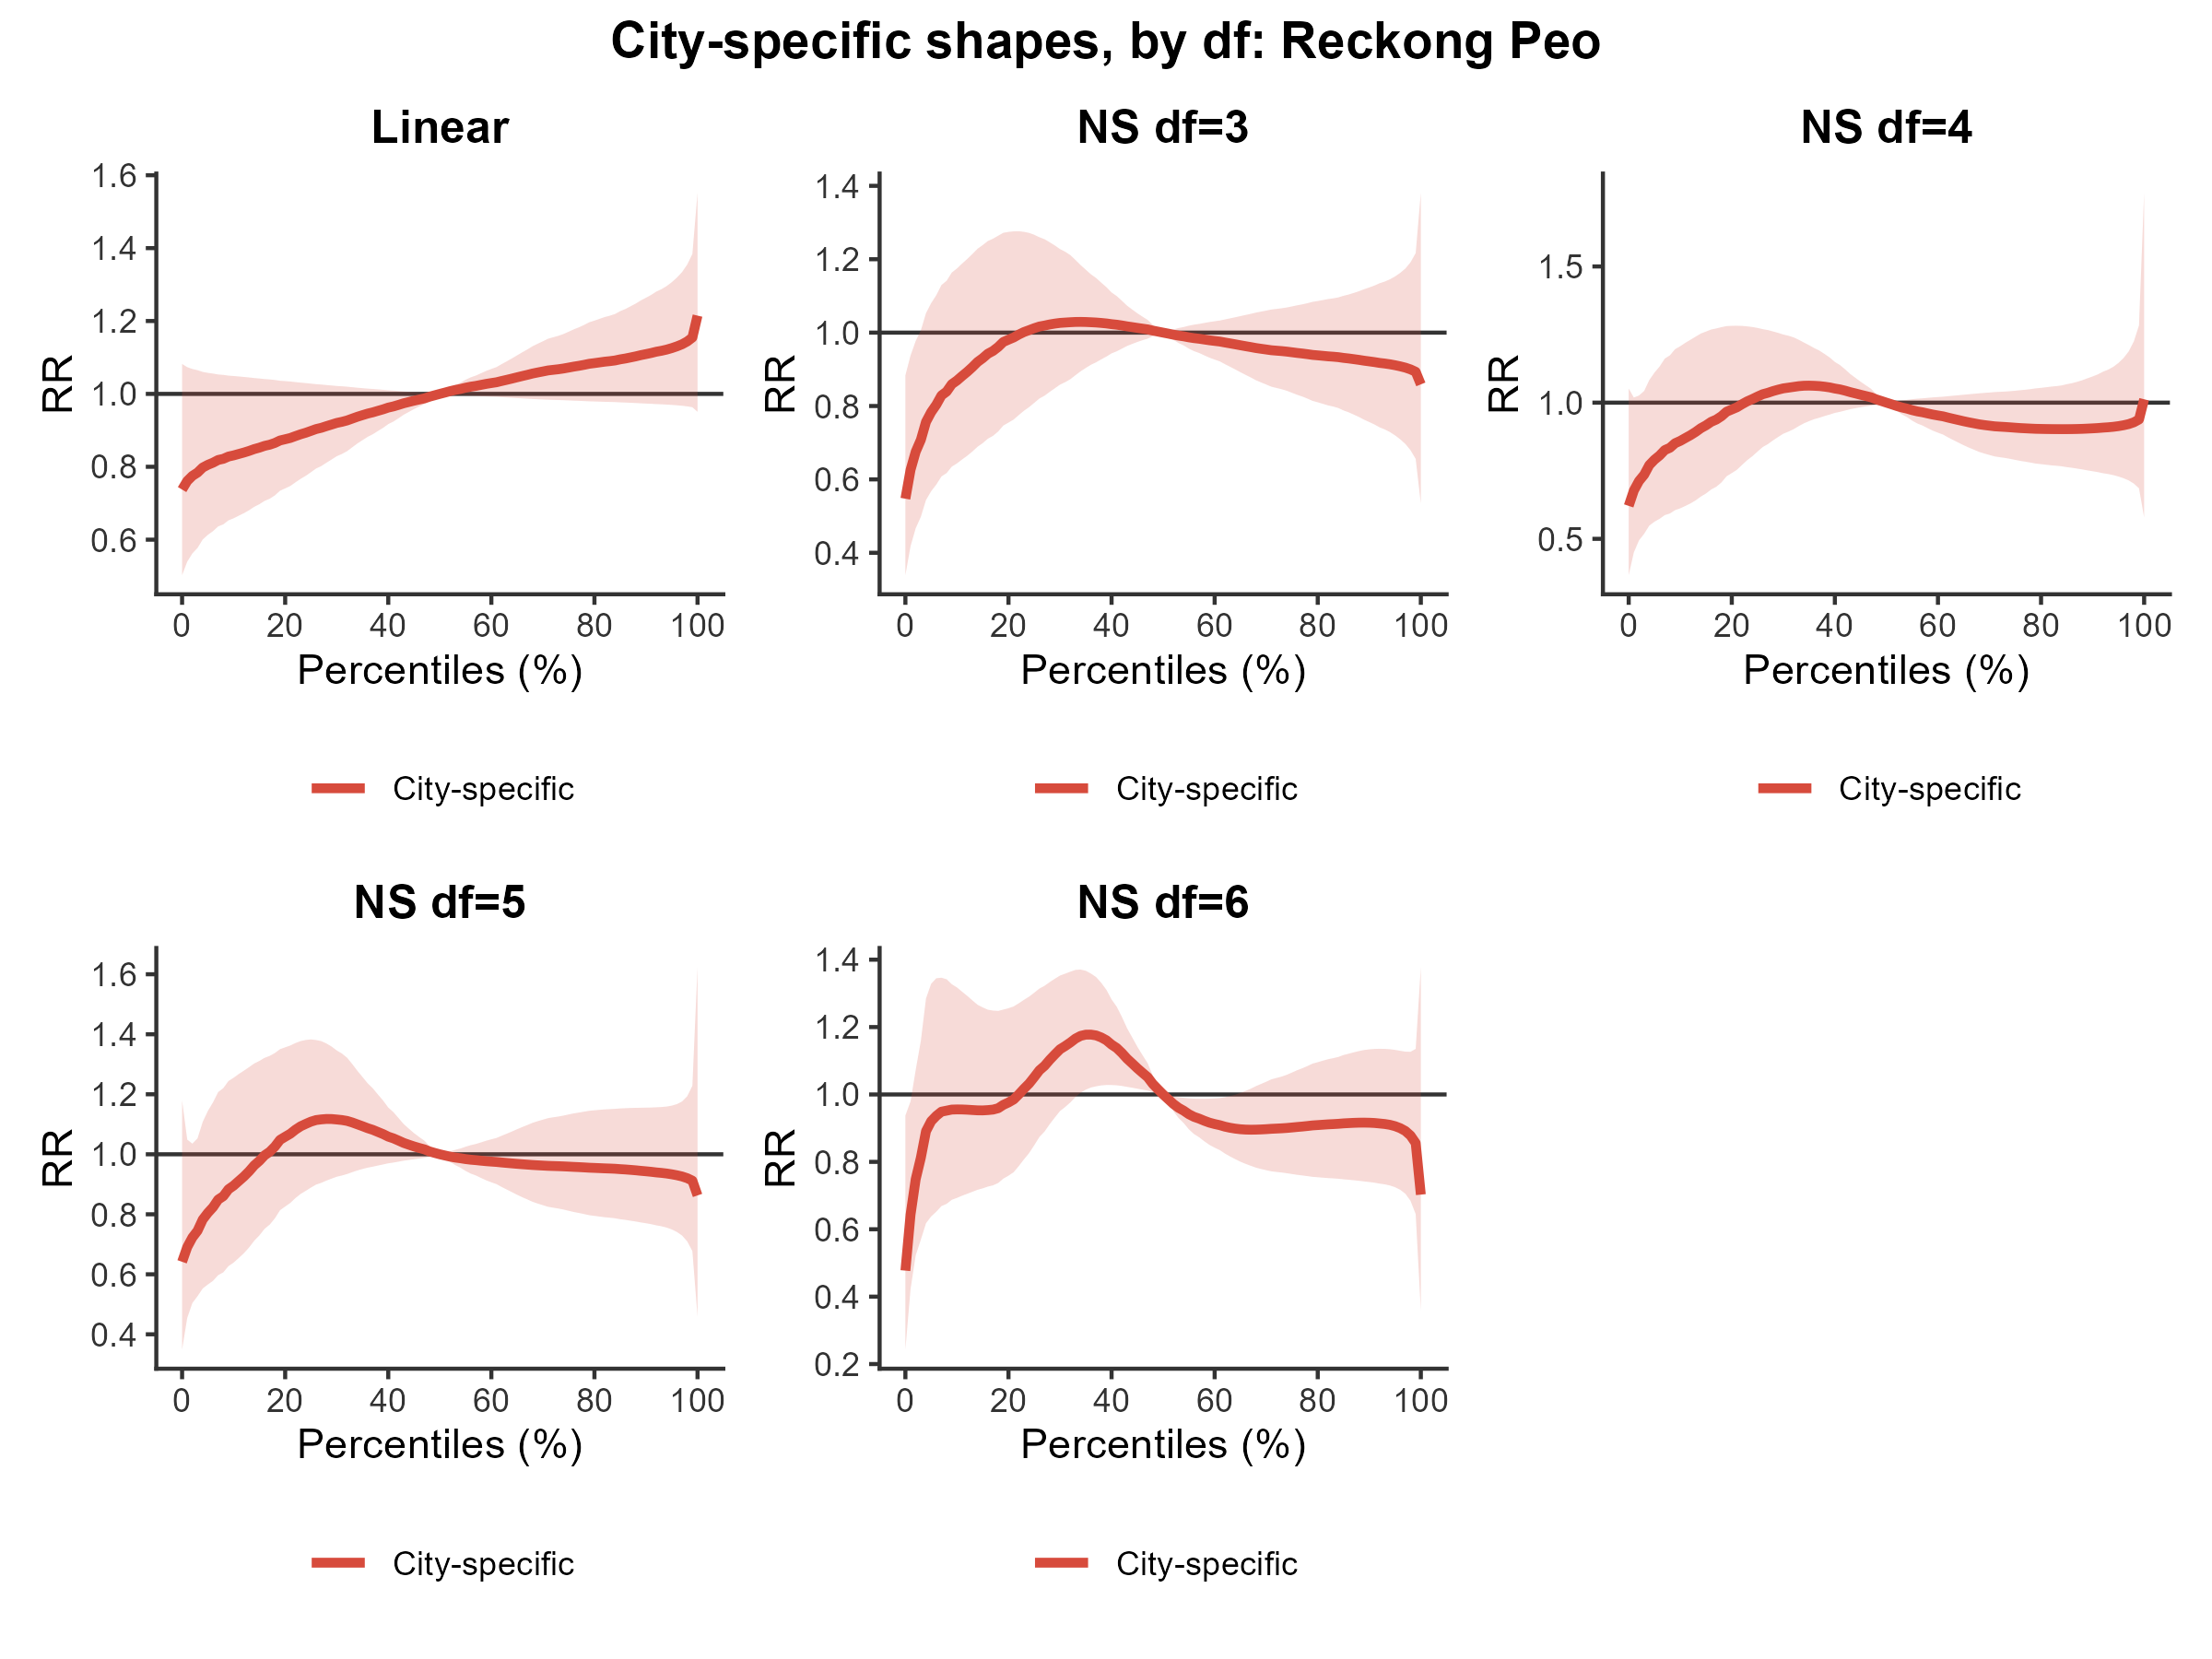 City-specific shapes, by df: Reckong Peo
Linear
NS df=3
NS df=4
1.6
1.4
1.2
1.0
0.8
0.6
RR
0 20 40 60 80 100
Percentiles (%)
City-specific
1.4
1.2
1.0
0.8
0.6
0.4
RR
0 20 40 60 80 100
Percentiles (%)
City-specific
1.5
1.0
0.5
RR
0 20 40 60 80 100
Percentiles (%)
City-specific
NS df=5
NS df=6
1.6
1.4
1.2
1.0
0.8
0.6
0.4
RR
0 20 40 60 80 100
Percentiles (%)
City-specific
1.4
1.2
1.0
0.8
0.6
0.4
0.2
RR
0 20 40 60 80 100
Percentiles (%)
City-specific